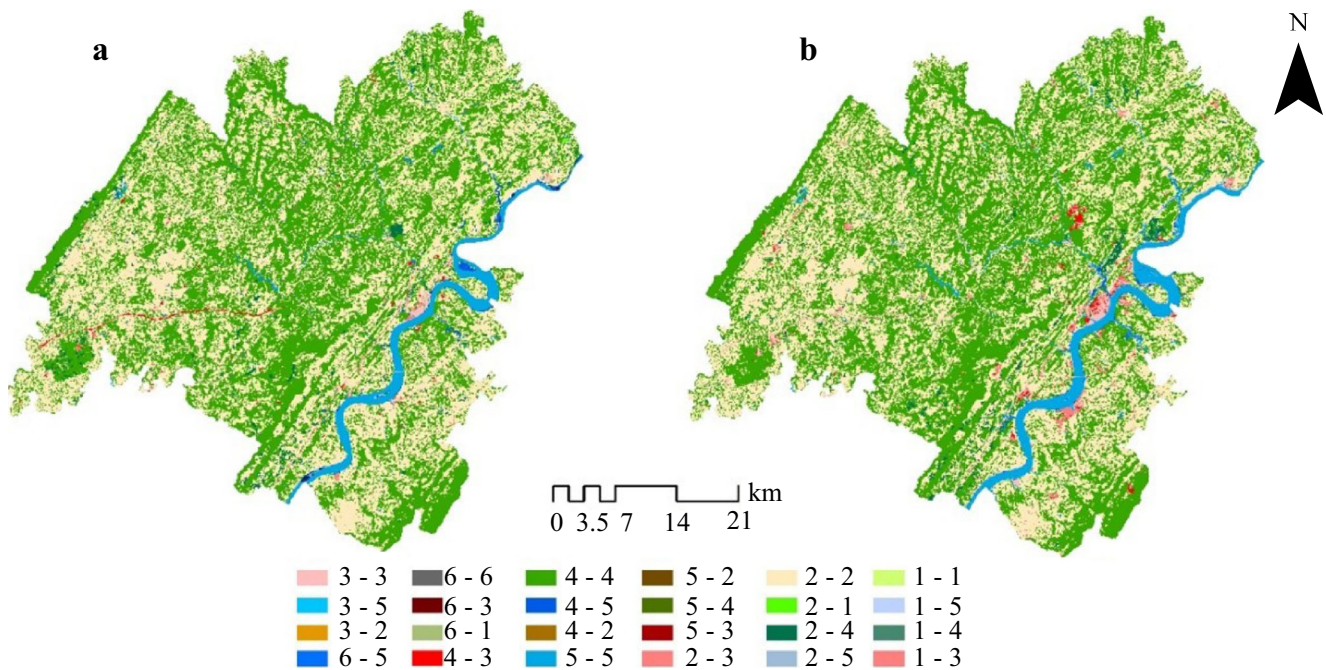 a
b
N
km
0 3.5 7 14 21
3 - 3 6 - 6 4 - 4 5 - 2 2 - 2 1 - 1
3 - 5 6 - 3 4 - 5 5 - 4 2 - 1 1 - 5
3 - 2 6 - 1 4 - 2 5 - 3 2 - 4 1 - 4
6 - 5 4 - 3 5 - 5 2 - 3 2 - 5 1 - 3